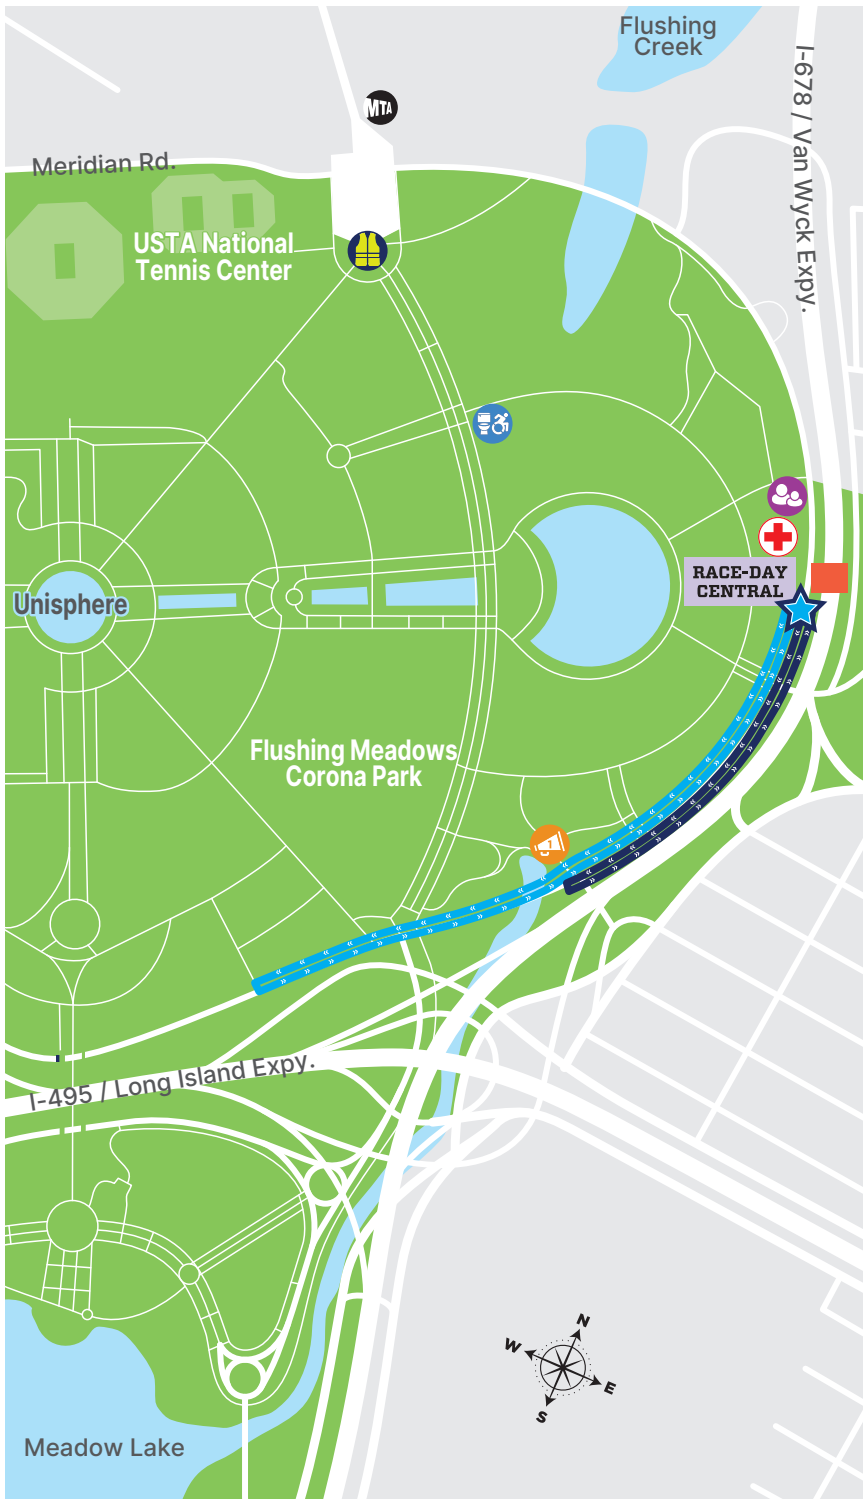 Flushing
Creek
I-678 / Van Wyck Expy.
MTA
Meridian Rd.
USTA National
Tennis Center
RACE-DAY
CENTRAL
Unisphere
Flushing Meadows
Corona Park
1
I-495 / Long Island Expy.
N
W
E
S
Meadow Lake